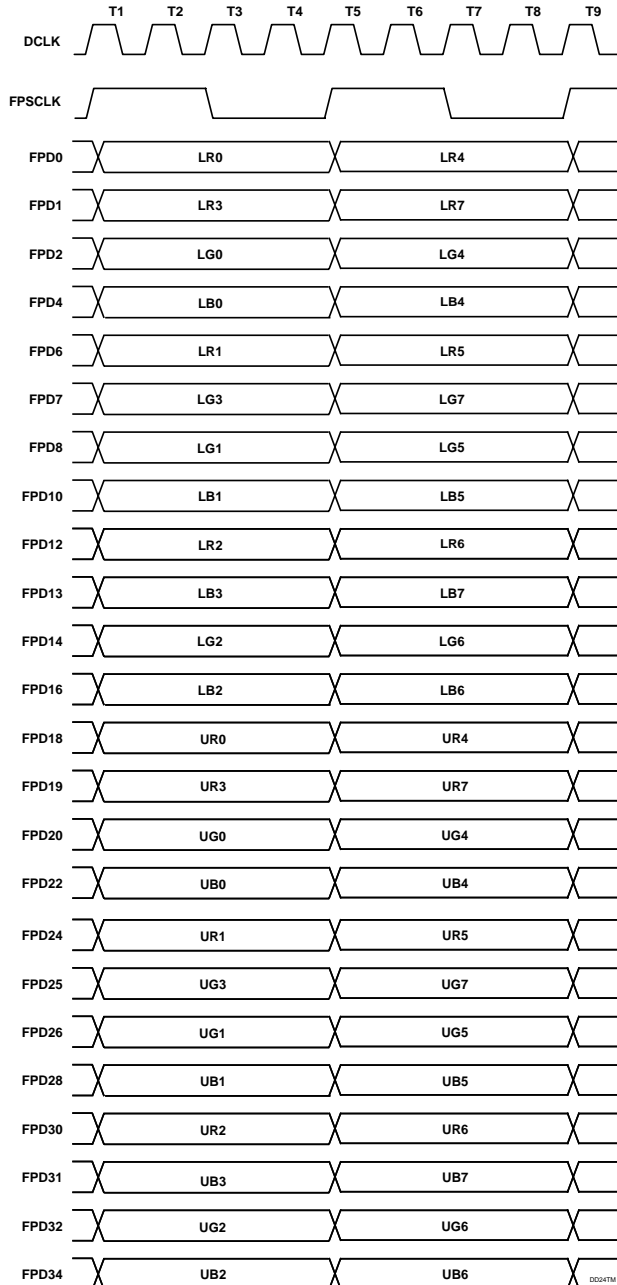 T1 T2 T3 T4 T5 T6 T7 T8 T9
DCLK
FPSCLK
FPD0 LR0 LR4
FPD1 LR3 LR7
FPD2 LG0 LG4
FPD4 LB0 LB4
FPD6 LR1 LR5
FPD7 LG3 LG7
FPD8 LG1 LG5
FPD10 LB1 LB5
FPD12 LR2 LR6
FPD13 LB3 LB7
FPD14 LG2 LG6
FPD16 LB2 LB6
FPD18 UR0 UR4
FPD19 UR3 UR7
FPD20 UG0 UG4
FPD22 UB0 UB4
FPD24 UR1 UR5
FPD25 UG3 UG7
FPD26 UG1 UG5
FPD28 UB1 UB5
FPD30 UR2 UR6
FPD31 UB3 UB7
FPD32 UG2 UG6
FPD34 UB2 UB6
DD24TM